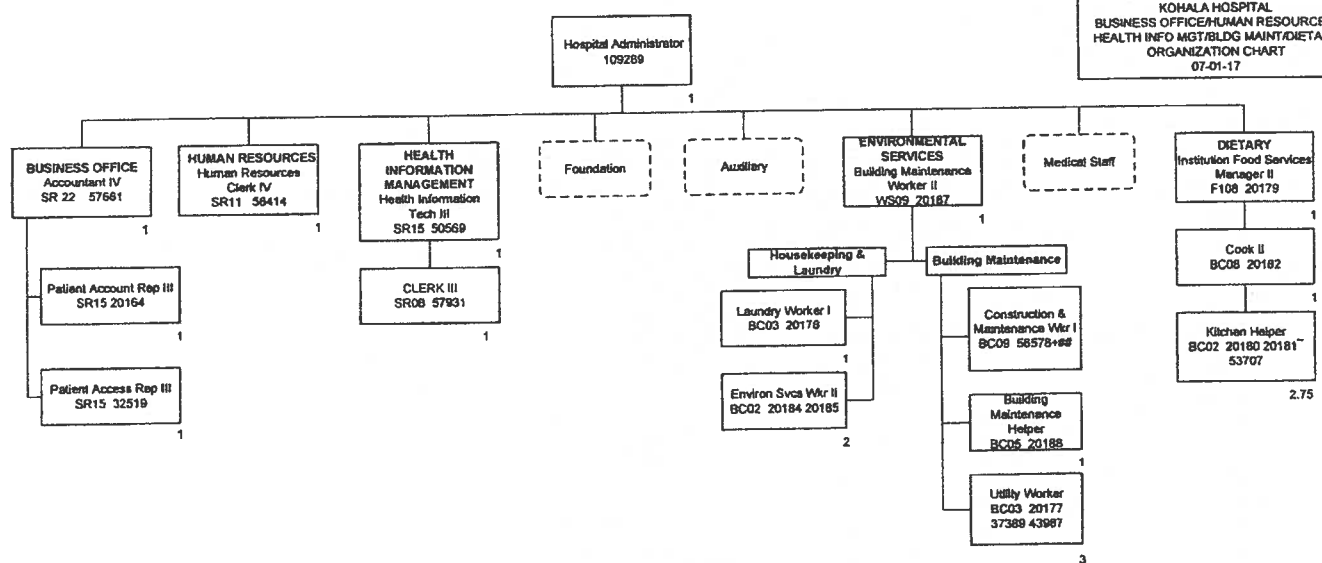 KOHALA HOSPITAL
BUSINESS OFFICE/HUMAN RESOURCE
HEALTH INFO MGT/BLDG MAINT/DIETA
ORGANIZATION CHART
07-01-17
Hospital Administrator
109289
1
BUSINESS OFFICE
Accountant IV
SR 22 57661
1
Patient Account Rep III
SR15 20164
1
Patient Access Rep III
SR15 32519
1
HUMAN RESOURCES
Human Resources
Clerk IV
SR11 56414
1
HEALTH
INFORMATION
MANAGEMENT
Health Information
Tech III
SR15 50569
1
CLERK III
SR08 57931
1
Foundation
Auxiliary
ENVIRONMENTAL
SERVICES
Building Maintenance
Worker II
WS09 20187
1
Housekeeping &
Laundry
Laundry Worker I
BC03 20178
1
Environ Svcs Wkr II
BC02 20184 20185
2
Building Maintenance
Construction &
Maintenance Wkr I
BC09 56578+##
Building
Maintenance
Helper
BC05 20188
1
Utility Worker
BC03 20177
37389 43987
3
Medical Staff
DIETARY
Institution Food Services
Manager II
F108 20179
1
Cook II
BC08 20182
1
Kitchen Helper
BC02 20180 20181~
53707
2.75